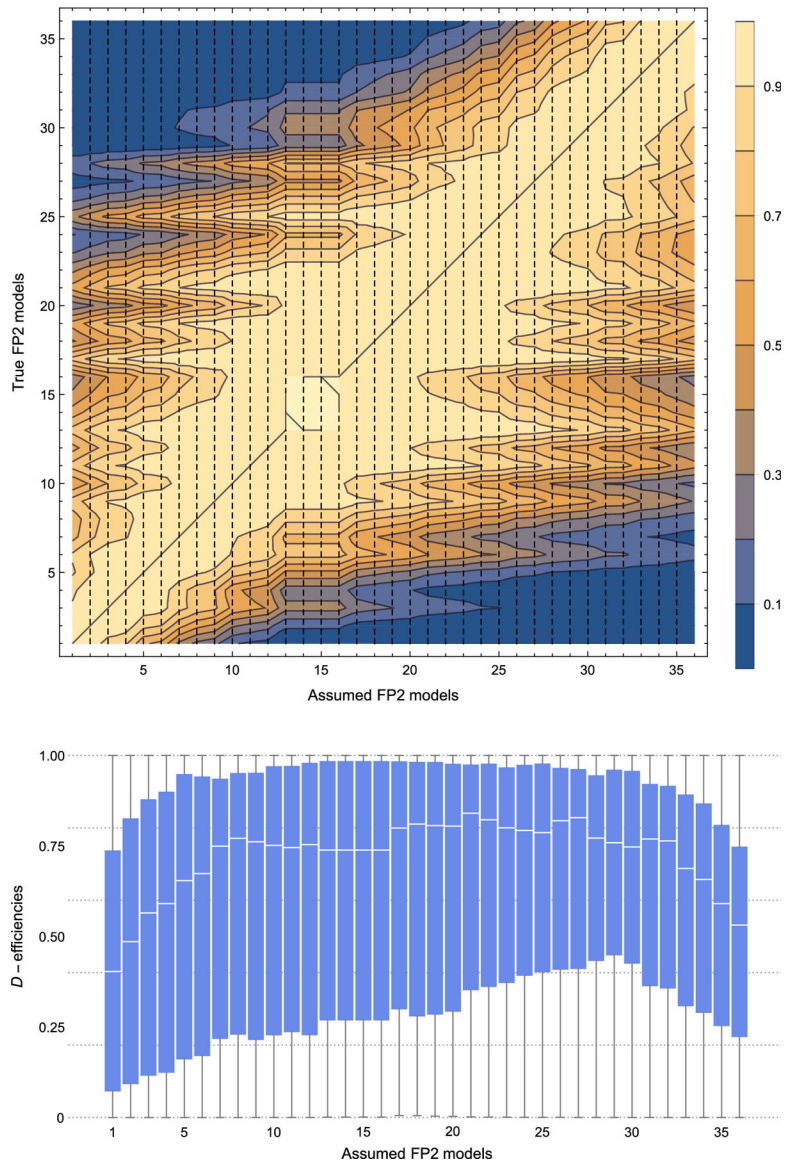 35
30
25
20
15
10
5
True FP2 models
5 10 15 20 25 30 35
Assumed FP2 models
0.9
0.7
0.5
0.3
0.1
1.00
0.75
0.50
0.25
0
D – efficiencies
1 5 10 15 20 25 30 35
Assumed FP2 models